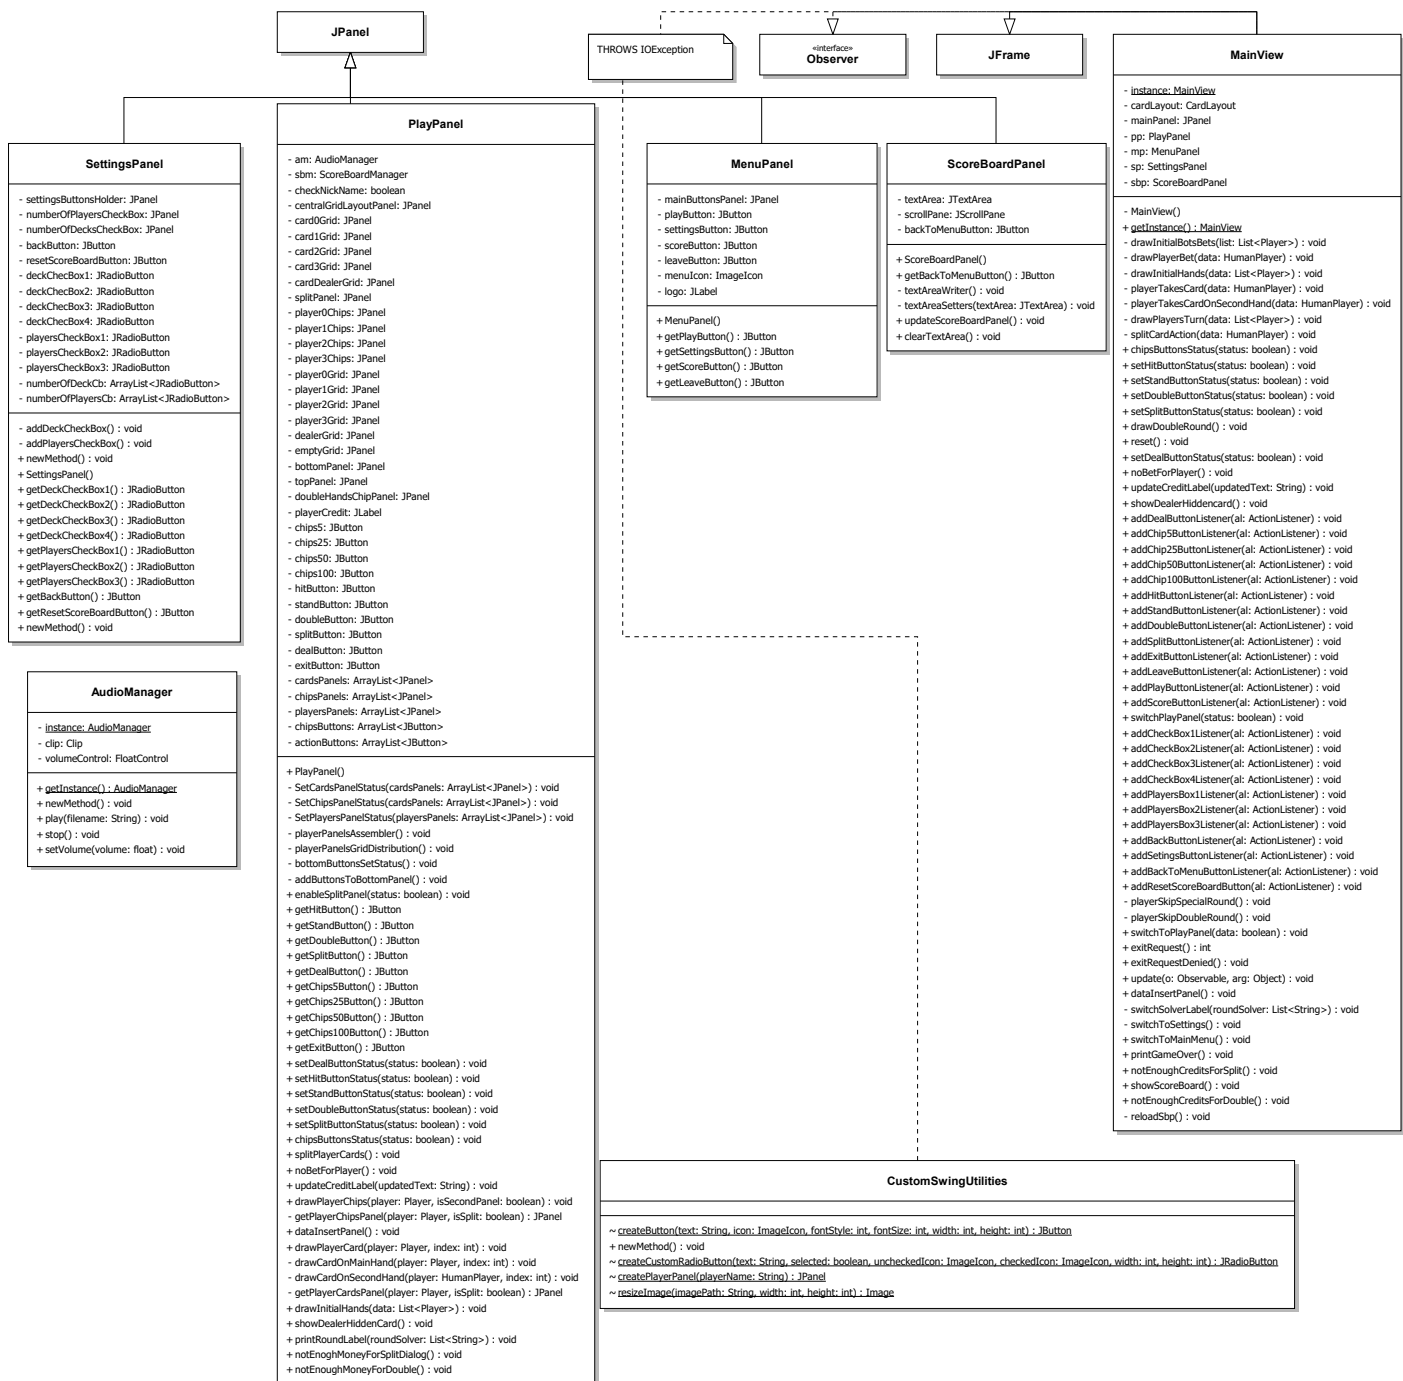 JPanel
THROWS IOException
«interface»
Observer
JFrame
MainView
- instance: MainView
- cardLayout: CardLayout
- mainPanel: JPanel
- pp: PlayPanel
- mp: MenuPanel
- sp: SettingsPanel
- sbp: ScoreBoardPanel
- MainView()
+ getInstance() : MainView
- drawInitialBotsBets(list: List<Player>) : void
- drawPlayerBet(data: HumanPlayer) : void
- drawInitialHands(data: List<Player>) : void
- playerTakesCard(data: HumanPlayer) : void
- playerTakesCardOnSecondHand(data: HumanPlayer) : void
- drawPlayersTurn(data: List<Player>) : void
- splitCardAction(data: HumanPlayer) : void
+ chipsButtonsStatus(status: boolean) : void
+ setHitButtonStatus(status: boolean) : void
+ setStandButtonStatus(status: boolean) : void
+ setDoubleButtonStatus(status: boolean) : void
+ setSplitButtonStatus(status: boolean) : void
+ drawDoubleRound() : void
+ reset() : void
+ setDealButtonStatus(status: boolean) : void
+ noBetForPlayer() : void
+ updateCreditLabel(updatedText: String) : void
+ showDealerHiddencard() : void
+ addDealButtonListener(al: ActionListener) : void
+ addChip5ButtonListener(al: ActionListener) : void
+ addChip25ButtonListener(al: ActionListener) : void
+ addChip50ButtonListener(al: ActionListener) : void
+ addChip100ButtonListener(al: ActionListener) : void
+ addHitButtonListener(al: ActionListener) : void
+ addStandButtonListener(al: ActionListener) : void
+ addDoubleButtonListener(al: ActionListener) : void
+ addSplitButtonListener(al: ActionListener) : void
+ addExitButtonListener(al: ActionListener) : void
+ addLeaveButtonListener(al: ActionListener) : void
+ addPlayButtonListener(al: ActionListener) : void
+ addScoreButtonListener(al: ActionListener) : void
+ switchPlayPanel(status: boolean) : void
+ addCheckBox1Listener(al: ActionListener) : void
+ addCheckBox2Listener(al: ActionListener) : void
+ addCheckBox3Listener(al: ActionListener) : void
+ addCheckBox4Listener(al: ActionListener) : void
+ addPlayersBox1Listener(al: ActionListener) : void
+ addPlayersBox2Listener(al: ActionListener) : void
+ addPlayersBox3Listener(al: ActionListener) : void
+ addBackButtonListener(al: ActionListener) : void
+ addSetingsButtonListener(al: ActionListener) : void
+ addBackToMenuButtonListener(al: ActionListener) : void
+ addResetScoreBoardButton(al: ActionListener) : void
- playerSkipSpecialRound() : void
- playerSkipDoubleRound() : void
+ switchToPlayPanel(data: boolean) : void
+ exitRequest() : int
+ exitRequestDenied() : void
+ update(o: Observable, arg: Object) : void
+ dataInsertPanel() : void
- switchSolverLabel(roundSolver: List<String>) : void
- switchToSettings() : void
+ switchToMainMenu() : void
+ printGameOver() : void
+ notEnoughCreditsForSplit() : void
+ showScoreBoard() : void
+ notEnoughCreditsForDouble() : void
- reloadSbp() : void
SettingsPanel
- settingsButtonsHolder: JPanel
- numberOfPlayersCheckBox: JPanel
- numberOfDecksCheckBox: JPanel
- backButton: JButton
- resetScoreBoardButton: JButton
- deckChecBox1: JRadioButton
- deckChecBox2: JRadioButton
- deckChecBox3: JRadioButton
- deckChecBox4: JRadioButton
- playersCheckBox1: JRadioButton
- playersCheckBox2: JRadioButton
- playersCheckBox3: JRadioButton
- numberOfDeckCb: ArrayList<JRadioButton>
- numberOfPlayersCb: ArrayList<JRadioButton>
- addDeckCheckBox() : void
- addPlayersCheckBox() : void
+ newMethod() : void
+ SettingsPanel()
+ getDeckCheckBox1() : JRadioButton
+ getDeckCheckBox2() : JRadioButton
+ getDeckCheckBox3() : JRadioButton
+ getDeckCheckBox4() : JRadioButton
+ getPlayersCheckBox1() : JRadioButton
+ getPlayersCheckBox2() : JRadioButton
+ getPlayersCheckBox3() : JRadioButton
+ getBackButton() : JButton
+ getResetScoreBoardButton() : JButton
+ newMethod() : void
AudioManager
- instance: AudioManager
- clip: Clip
- volumeControl: FloatControl
+ getInstance() : AudioManager
+ newMethod() : void
+ play(filename: String) : void
+ stop() : void
+ setVolume(volume: float) : void
PlayPanel
- am: AudioManager
- sbm: ScoreBoardManager
- checkNickName: boolean
- centralGridLayoutPanel: JPanel
- card0Grid: JPanel
- card1Grid: JPanel
- card2Grid: JPanel
- card3Grid: JPanel
- cardDealerGrid: JPanel
- splitPanel: JPanel
- player0Chips: JPanel
- player1Chips: JPanel
- player2Chips: JPanel
- player3Chips: JPanel
- player0Grid: JPanel
- player1Grid: JPanel
- player2Grid: JPanel
- player3Grid: JPanel
- dealerGrid: JPanel
- emptyGrid: JPanel
- bottomPanel: JPanel
- topPanel: JPanel
- doubleHandsChipPanel: JPanel
- playerCredit: JLabel
- chips5: JButton
- chips25: JButton
- chips50: JButton
- chips100: JButton
- hitButton: JButton
- standButton: JButton
- doubleButton: JButton
- splitButton: JButton
- dealButton: JButton
- exitButton: JButton
- cardsPanels: ArrayList<JPanel>
- chipsPanels: ArrayList<JPanel>
- playersPanels: ArrayList<JPanel>
- chipsButtons: ArrayList<JButton>
- actionButtons: ArrayList<JButton>
+ PlayPanel()
- SetCardsPanelStatus(cardsPanels: ArrayList<JPanel>) : void
- SetChipsPanelStatus(cardsPanels: ArrayList<JPanel>) : void
- SetPlayersPanelStatus(playersPanels: ArrayList<JPanel>) : void
- playerPanelsAssembler() : void
- playerPanelsGridDistribution() : void
- bottomButtonsSetStatus() : void
- addButtonsToBottomPanel() : void
+ enableSplitPanel(status: boolean) : void
+ getHitButton() : JButton
+ getStandButton() : JButton
+ getDoubleButton() : JButton
+ getSplitButton() : JButton
+ getDealButton() : JButton
+ getChips5Button() : JButton
+ getChips25Button() : JButton
+ getChips50Button() : JButton
+ getChips100Button() : JButton
+ getExitButton() : JButton
+ setDealButtonStatus(status: boolean) : void
+ setHitButtonStatus(status: boolean) : void
+ setStandButtonStatus(status: boolean) : void
+ setDoubleButtonStatus(status: boolean) : void
+ setSplitButtonStatus(status: boolean) : void
+ chipsButtonsStatus(status: boolean) : void
+ splitPlayerCards() : void
+ noBetForPlayer() : void
+ updateCreditLabel(updatedText: String) : void
+ drawPlayerChips(player: Player, isSecondPanel: boolean) : void
- getPlayerChipsPanel(player: Player, isSplit: boolean) : JPanel
+ dataInsertPanel() : void
+ drawPlayerCard(player: Player, index: int) : void
- drawCardOnMainHand(player: Player, index: int) : void
- drawCardOnSecondHand(player: HumanPlayer, index: int) : void
- getPlayerCardsPanel(player: Player, isSplit: boolean) : JPanel
+ drawInitialHands(data: List<Player>) : void
+ showDealerHiddenCard() : void
+ printRoundLabel(roundSolver: List<String>) : void
+ notEnoghMoneyForSplitDialog() : void
+ notEnoughMoneyForDouble() : void
MenuPanel
- mainButtonsPanel: JPanel
- playButton: JButton
- settingsButton: JButton
- scoreButton: JButton
- leaveButton: JButton
- menuIcon: ImageIcon
- logo: JLabel
+ MenuPanel()
+ getPlayButton() : JButton
+ getSettingsButton() : JButton
+ getScoreButton() : JButton
+ getLeaveButton() : JButton
ScoreBoardPanel
- textArea: JTextArea
- scrollPane: JScrollPane
- backToMenuButton: JButton
+ ScoreBoardPanel()
+ getBackToMenuButton() : JButton
- textAreaWriter() : void
- textAreaSetters(textArea: JTextArea) : void
+ updateScoreBoardPanel() : void
+ clearTextArea() : void
CustomSwingUtilities
~ createButton(text: String, icon: ImageIcon, fontStyle: int, fontSize: int, width: int, height: int) : JButton
+ newMethod() : void
~ createCustomRadioButton(text: String, selected: boolean, uncheckedIcon: ImageIcon, checkedIcon: ImageIcon, width: int, height: int) : JRadioButton
~ createPlayerPanel(playerName: String) : JPanel
~ resizeImage(imagePath: String, width: int, height: int) : Image